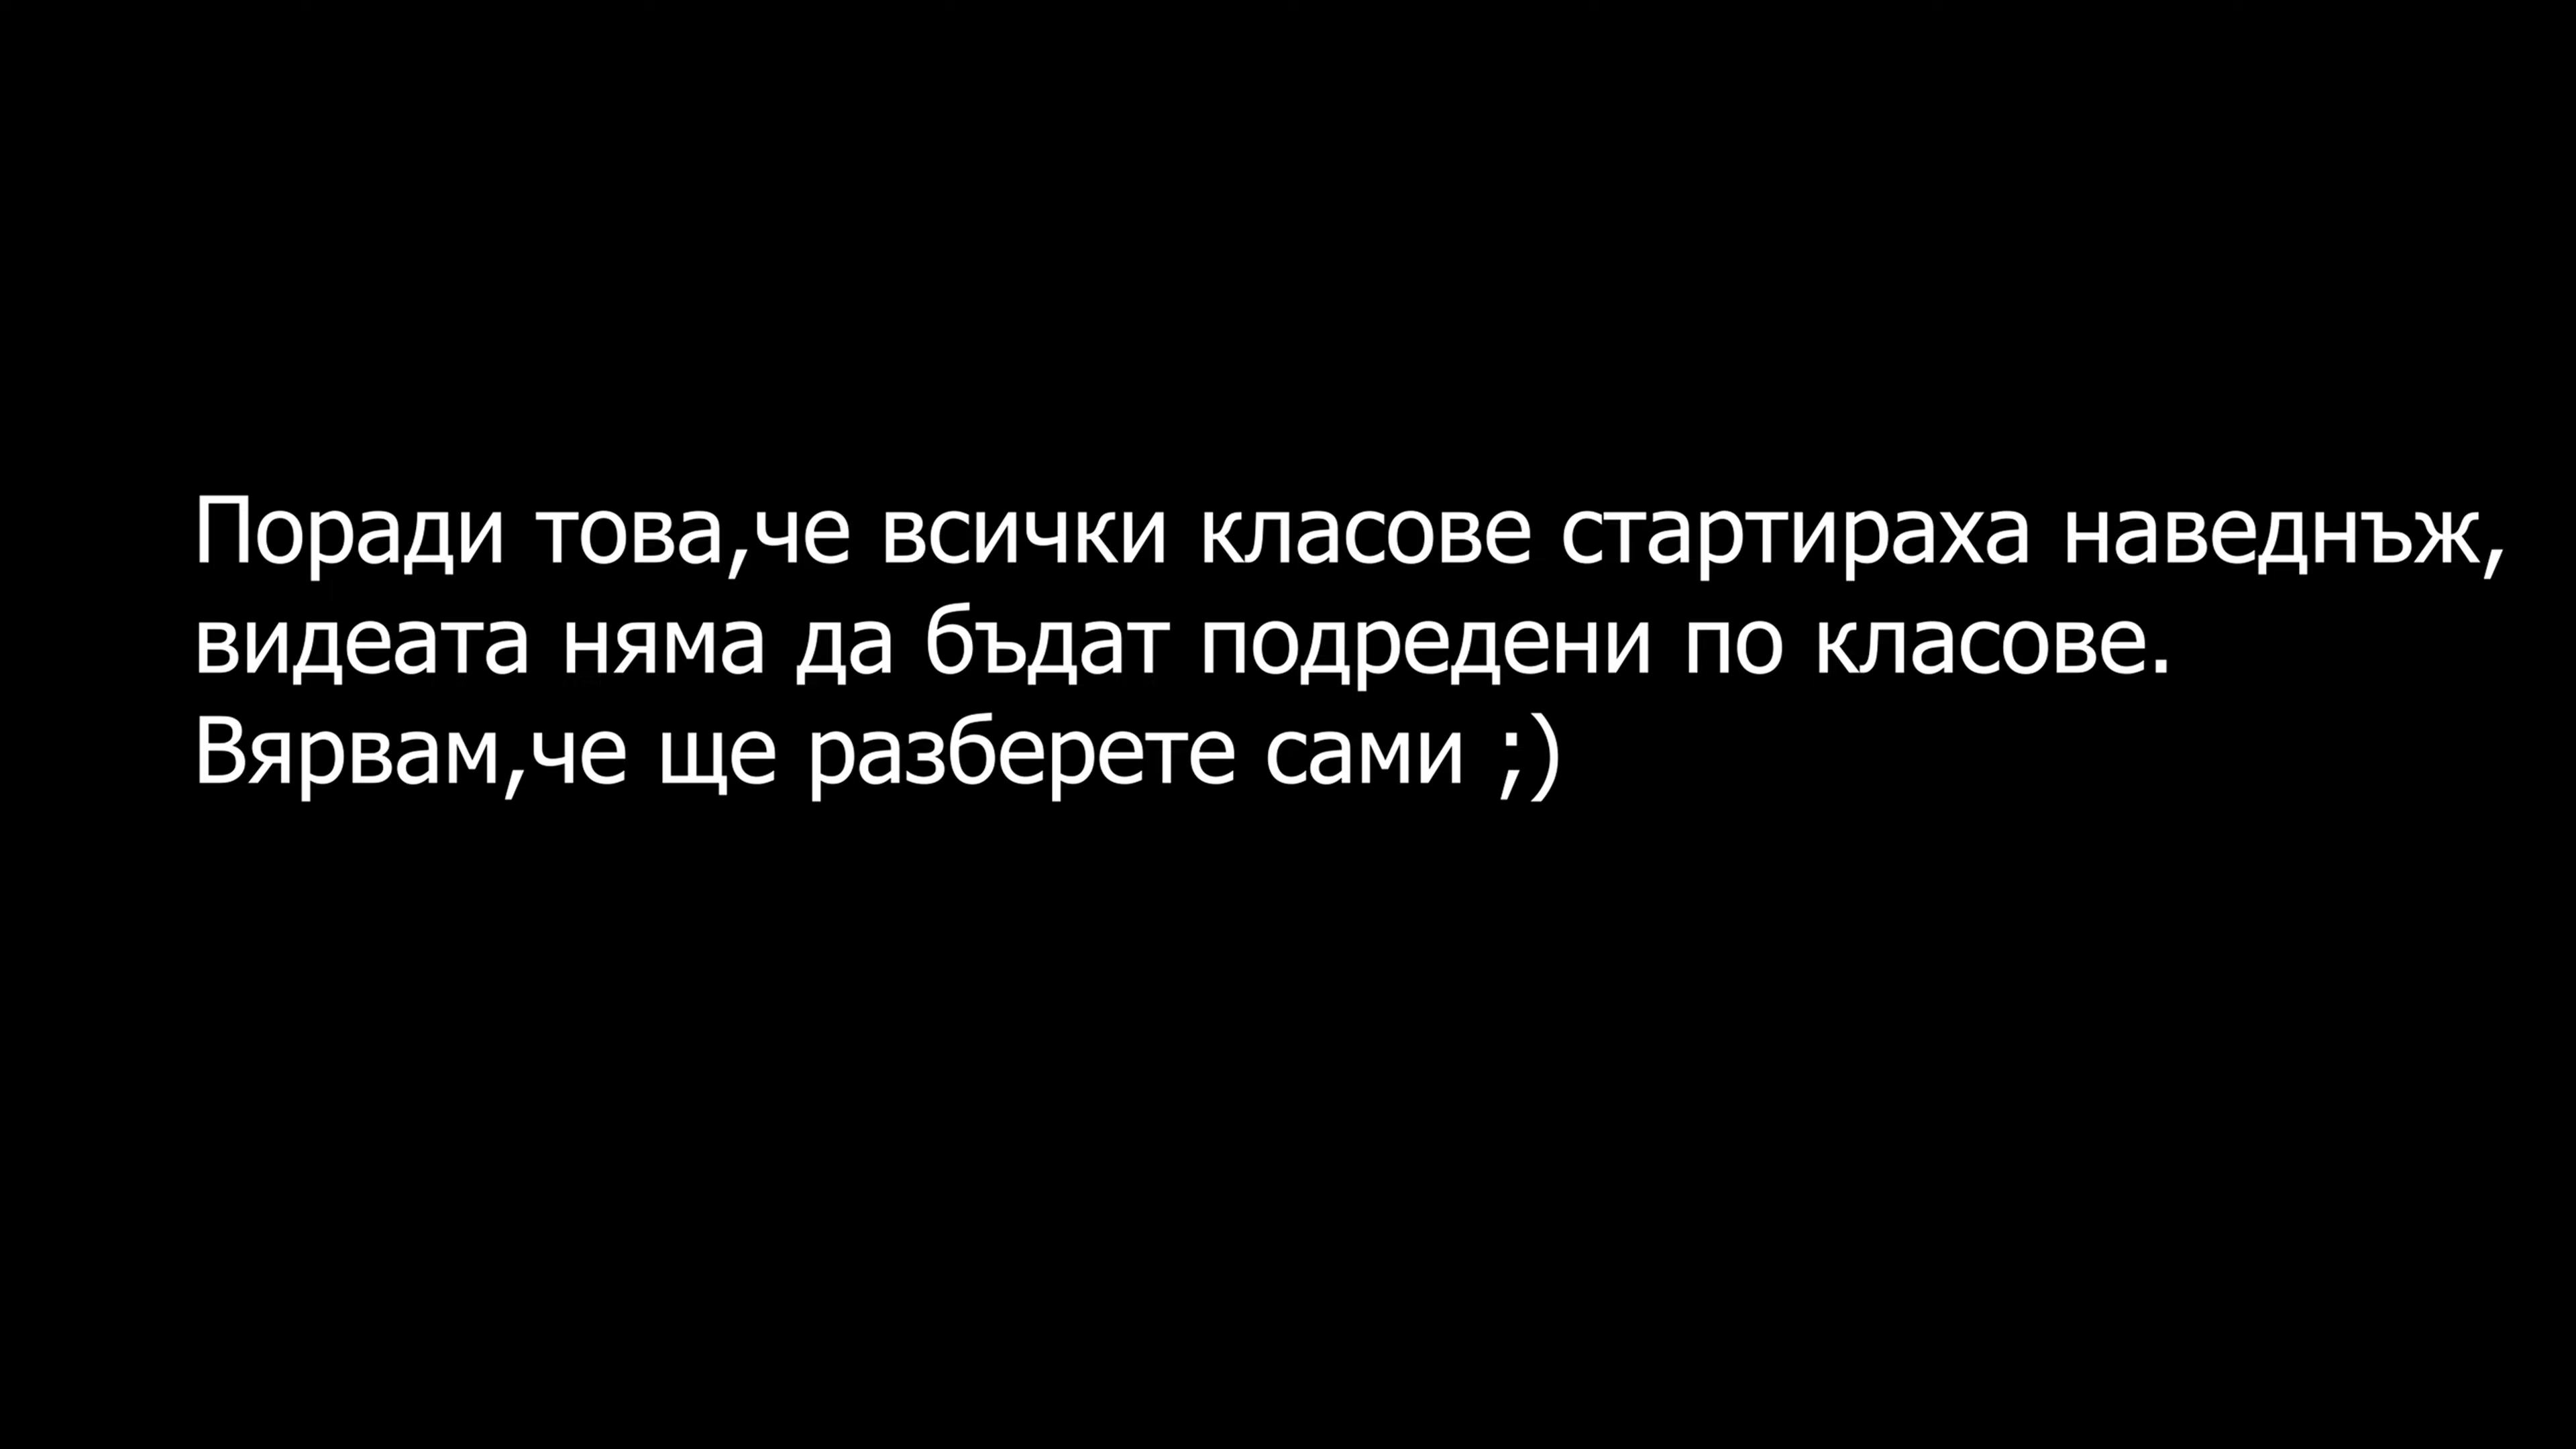 Поради това,че всички класове стартираха наведнъж,
видеата няма да бъдат подредени по класове.
Вярвам,че ще разберете сами ;)